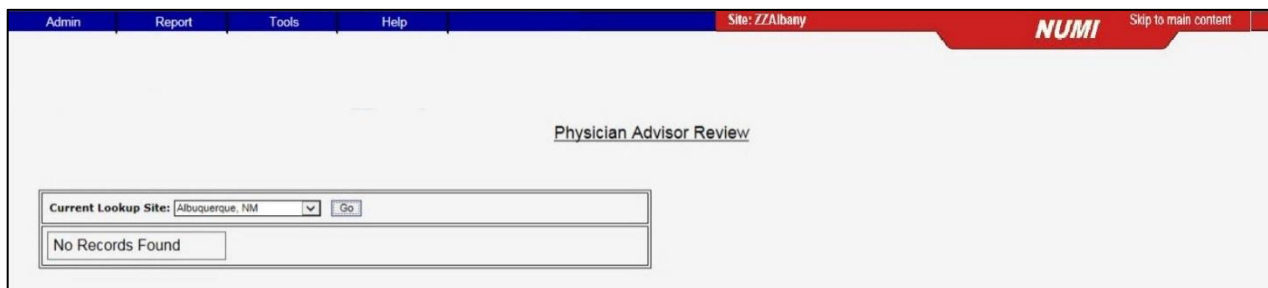 Admin Report Tools Help Site: ZZAlbany NUMI Skip to main content
Physician Advisor Review
Current Lookup Site: Albuquerque, NM Go
No Records Found